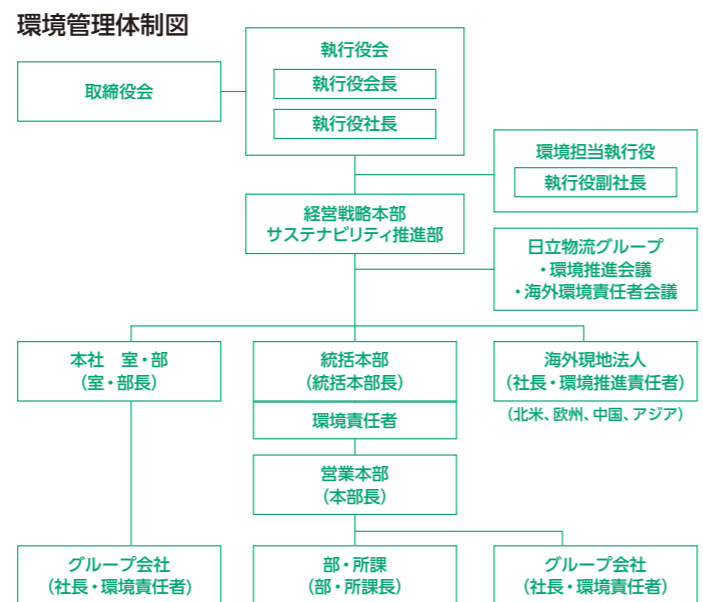 環境管理体制図
取締役会
執行役会
執行役会長
執行役社長
環境担当執行役
執行役副社長
経営戦略本部
サステナビリティ推進部
日立物流グループ
・環境推進会議
・海外環境責任者会議
本社　室・部
（室・部長）
統括本部
（統括本部長）
環境責任者
海外現地法人
（社長・環境推進責任者）
（北米、欧州、中国、アジア）
営業本部
（本部長）
グループ会社
（社長・環境責任者）
部・所課
（部・所課長）
グループ会社
（社長・環境責任者）